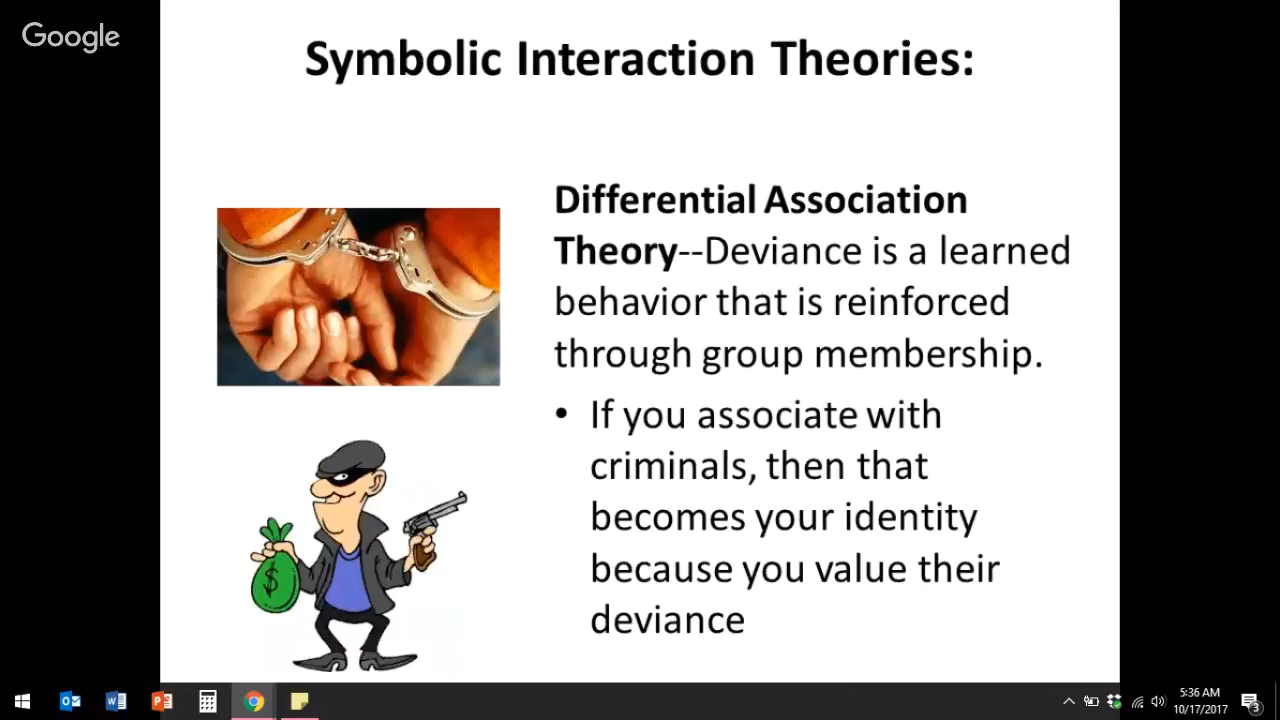 Google
Symbolic Interaction Theories:
Differential Association
Theory--Deviance is a learned
behavior that is reinforced
through group membership.
• If you associate with
criminals, then that
becomes your identity
because you value their
deviance
$
5:36 AM
10/17/2017
3